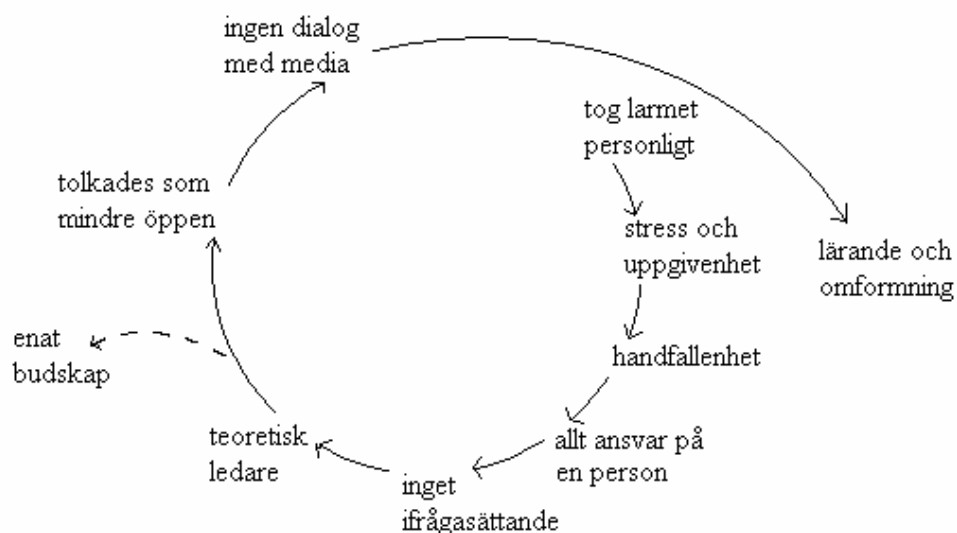 ingen dialog
med media
tog larmet
personligt
stress och
uppgivenhet
lärande och
omformning
handfallenhet
allt ansvar på
en person
inget
ifrågasättande
teoretisk
ledare
enat
budskap
tolkades som
mindre öppen